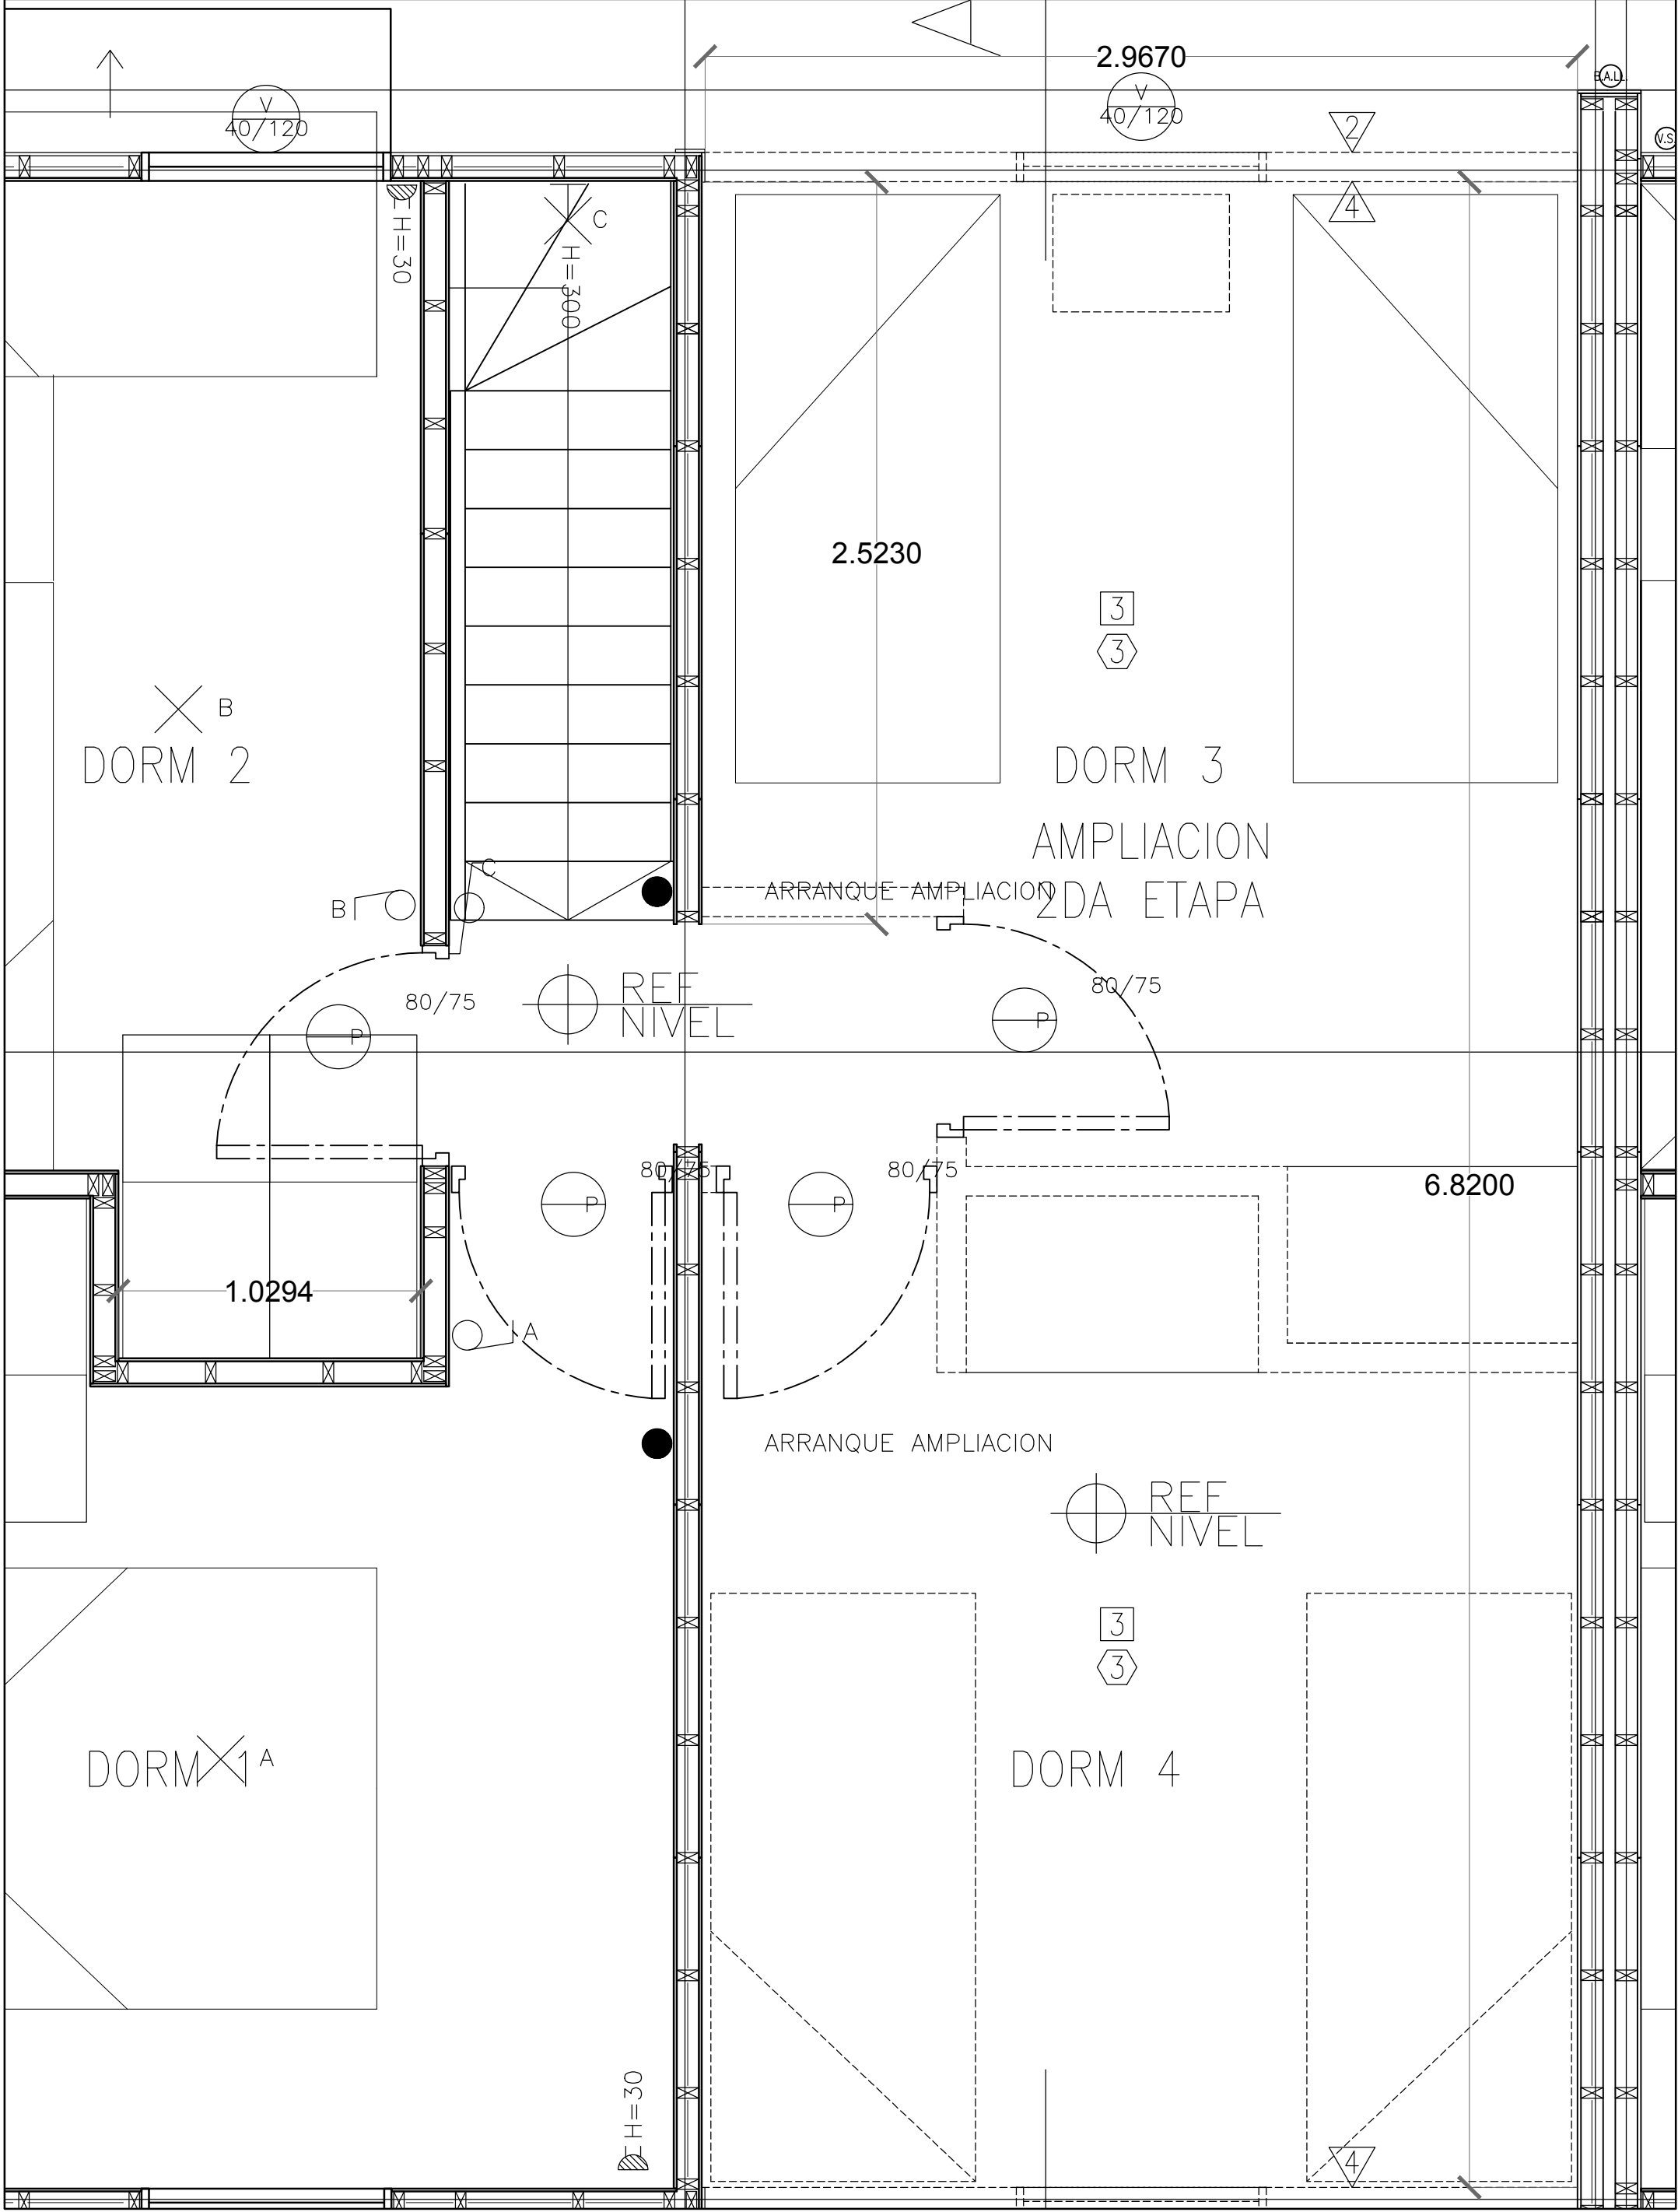 2.9670
B.A.LL.
V
40/120
V
40/120
2
V.S.
4
C
H=30
H=300
2.5230
3
3
B
DORM 2
DORM 3
AMPLIACION
2DA ETAPA
C
ARRANQUE AMPLIACION
B
80/75
REF
NIVEL
80/75
P
P
80/75
80/75
6.8200
P
P
1.0294
A
ARRANQUE AMPLIACION
REF
NIVEL
3
3
DORM 1
A
DORM 4
H=30
4